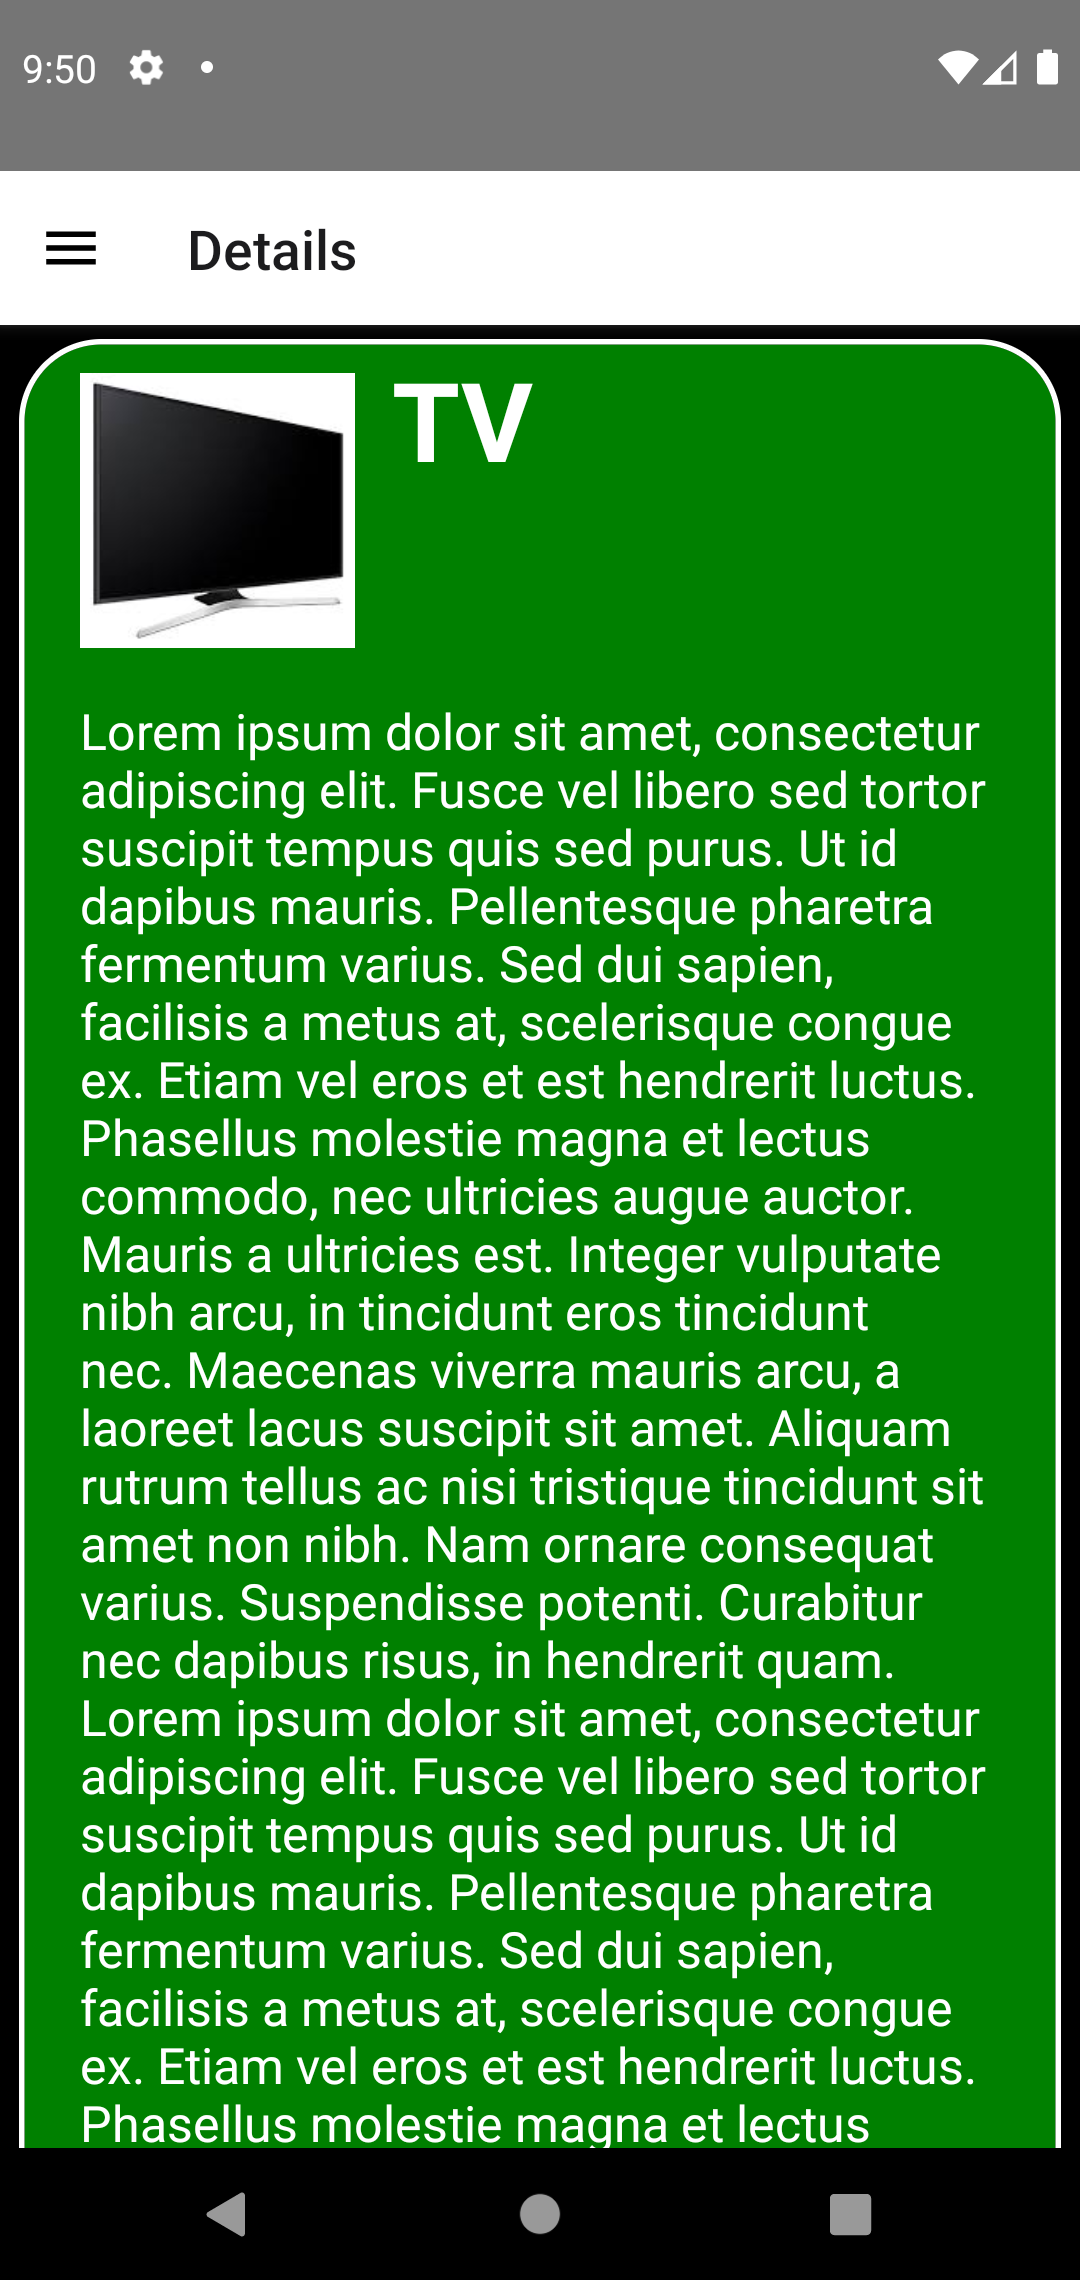 9:50
Details
TV
Lorem ipsum dolor sit amet, consectetur
adipiscing elit. Fusce vel libero sed tortor
suscipit tempus quis sed purus. Ut id
dapibus mauris. Pellentesque pharetra
fermentum varius. Sed dui sapien,
facilisis a metus at, scelerisque congue
ex. Etiam vel eros et est hendrerit luctus.
Phasellus molestie magna et lectus
commodo, nec ultricies augue auctor.
Mauris a ultricies est. Integer vulputate
nibh arcu, in tincidunt eros tincidunt
nec. Maecenas viverra mauris arcu, a
laoreet lacus suscipit sit amet. Aliquam
rutrum tellus ac nisi tristique tincidunt sit
amet non nibh. Nam ornare consequat
varius. Suspendisse potenti. Curabitur
nec dapibus risus, in hendrerit quam.
Lorem ipsum dolor sit amet, consectetur
adipiscing elit. Fusce vel libero sed tortor
suscipit tempus quis sed purus. Ut id
dapibus mauris. Pellentesque pharetra
fermentum varius. Sed dui sapien,
facilisis a metus at, scelerisque congue
ex. Etiam vel eros et est hendrerit luctus.
Phasellus molestie magna et lectus